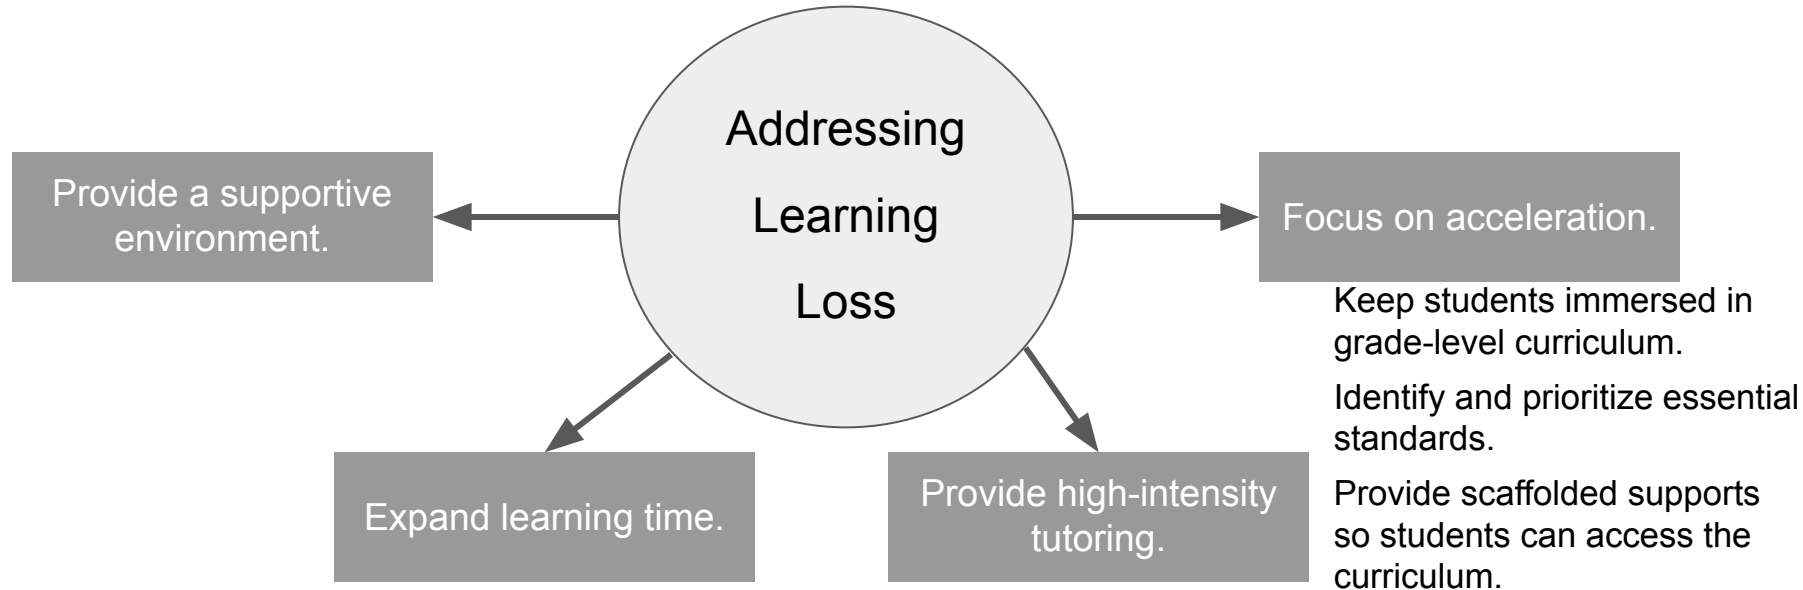 Addressing
Learning
Loss
Provide a supportive
environment.
Focus on acceleration.
Keep students immersed in
grade-level curriculum.
Identify and prioritize essential
standards.
Provide scaffolded supports
so students can access the
curriculum.
Expand learning time.
Provide high-intensity
tutoring.